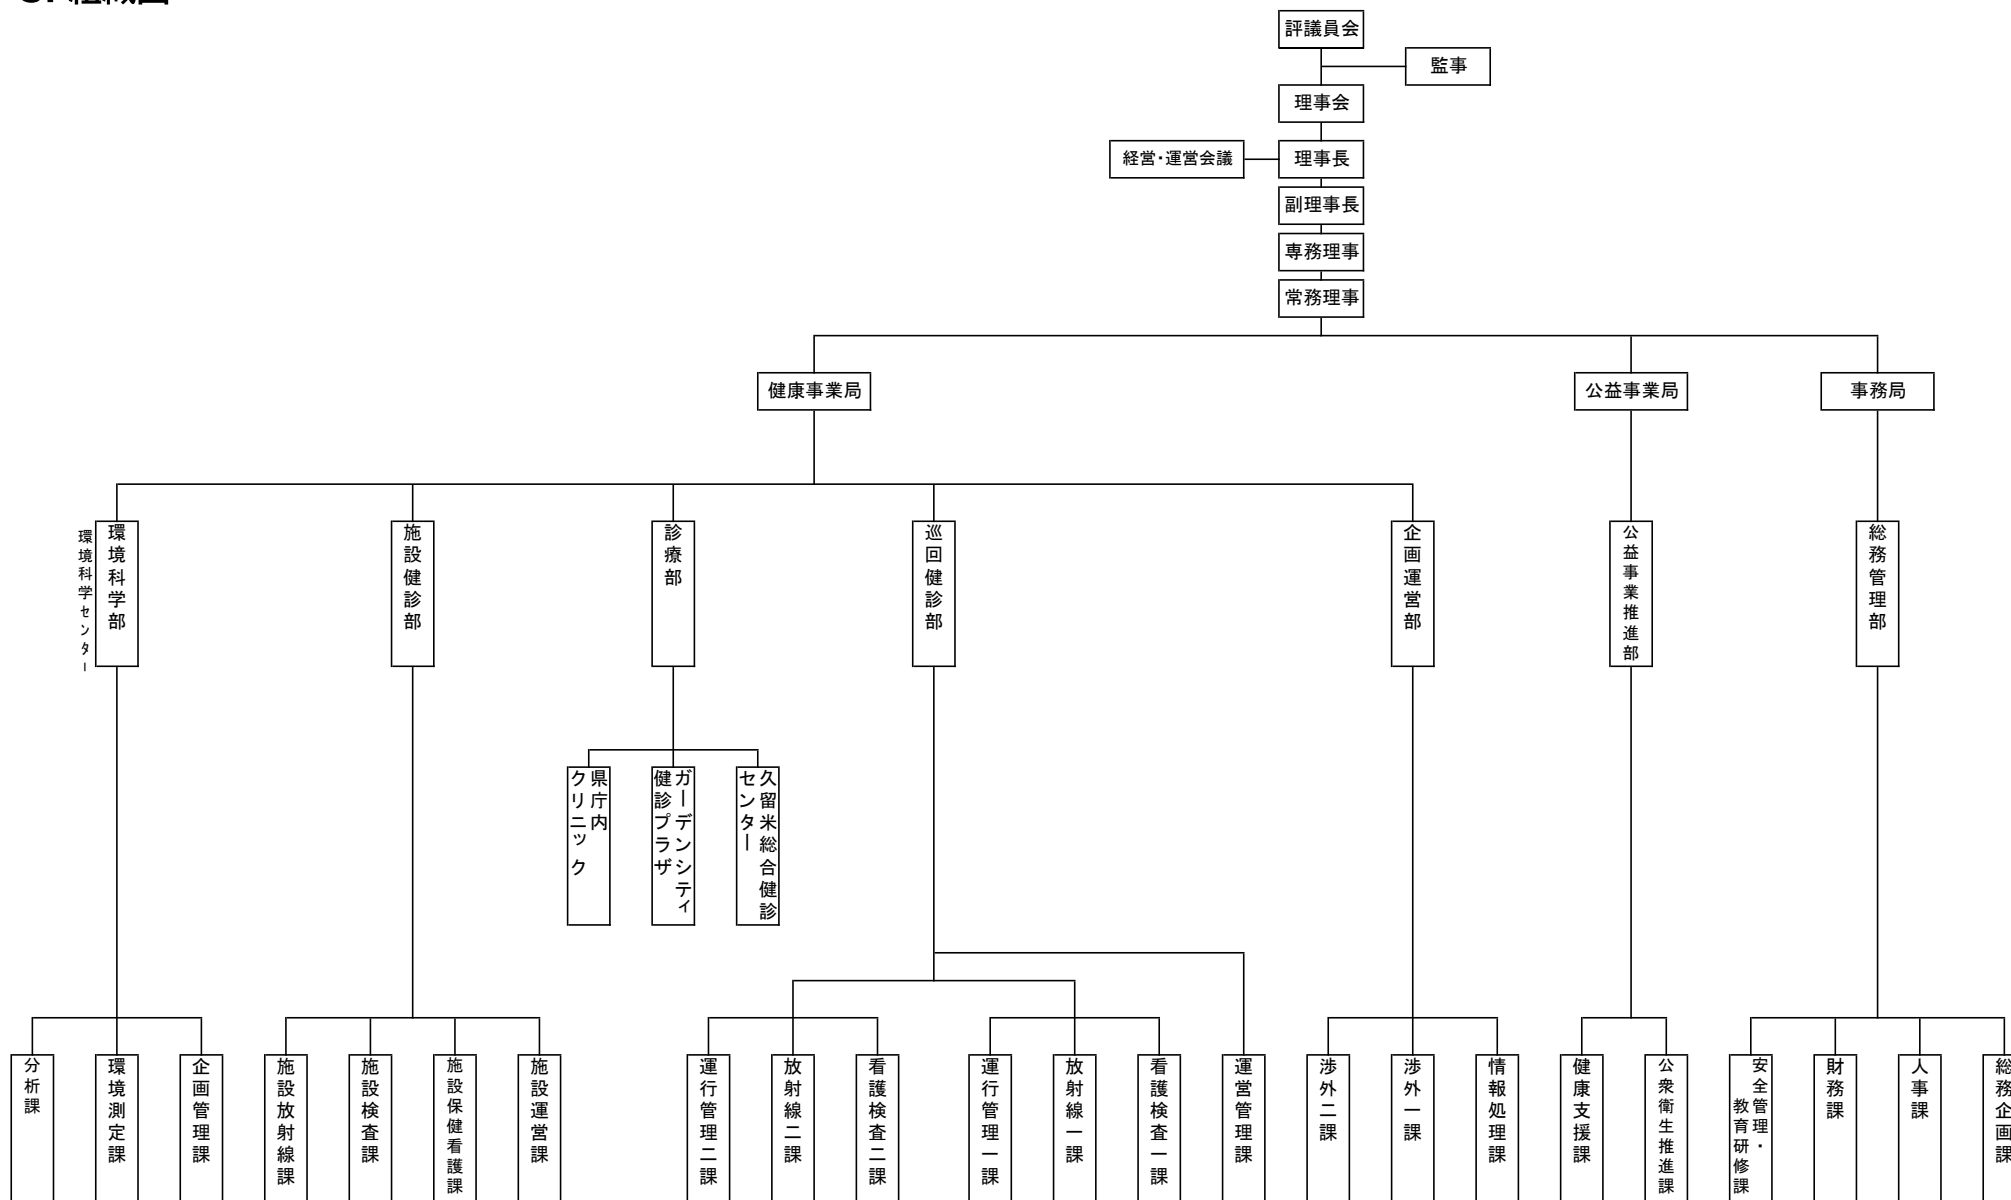 組織図
評議員会
監事
理事会
経営・運営会議
理事長
副理事長
専務理事
常務理事
健康事業局
公益事業局
事務局
環境科学部
環境科学センター
施設健診部
診療部
巡回健診部
企画運営部
公益事業推進部
総務管理部
県庁内
クリニック
ガーデンシティ
健診プラザ
久留米総合健診
センター
分析課
環境測定課
企画管理課
施設放射線課
施設検査課
施設保健看護課
施設運営課
運行管理二課
放射線二課
看護検査二課
運行管理一課
放射線一課
看護検査一課
運営管理課
渉外二課
渉外一課
情報処理課
健康支援課
公衆衛生推進課
安全管理・
教育研修課
財務課
人事課
総務企画課